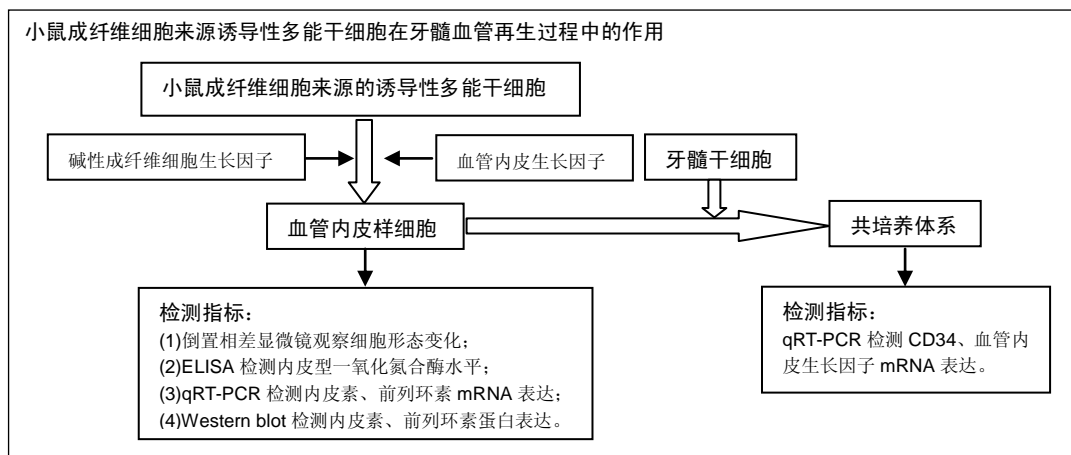 小鼠成纤维细胞来源诱导性多能干细胞在牙髓血管再生过程中的作用
小鼠成纤维细胞来源的诱导性多能干细胞
碱性成纤维细胞生长因子
血管内皮生长因子
牙髓干细胞
血管内皮样细胞
共培养体系
检测指标：
(1)倒置相差显微镜观察细胞形态变化；
(2)ELISA 检测内皮型一氧化氮合酶水平；
(3)qRT-PCR 检测内皮素、前列环素 mRNA 表达；
(4)Western blot 检测内皮素、前列环素蛋白表达。
检测指标：
qRT-PCR 检测 CD34、血管内
皮生长因子 mRNA 表达。